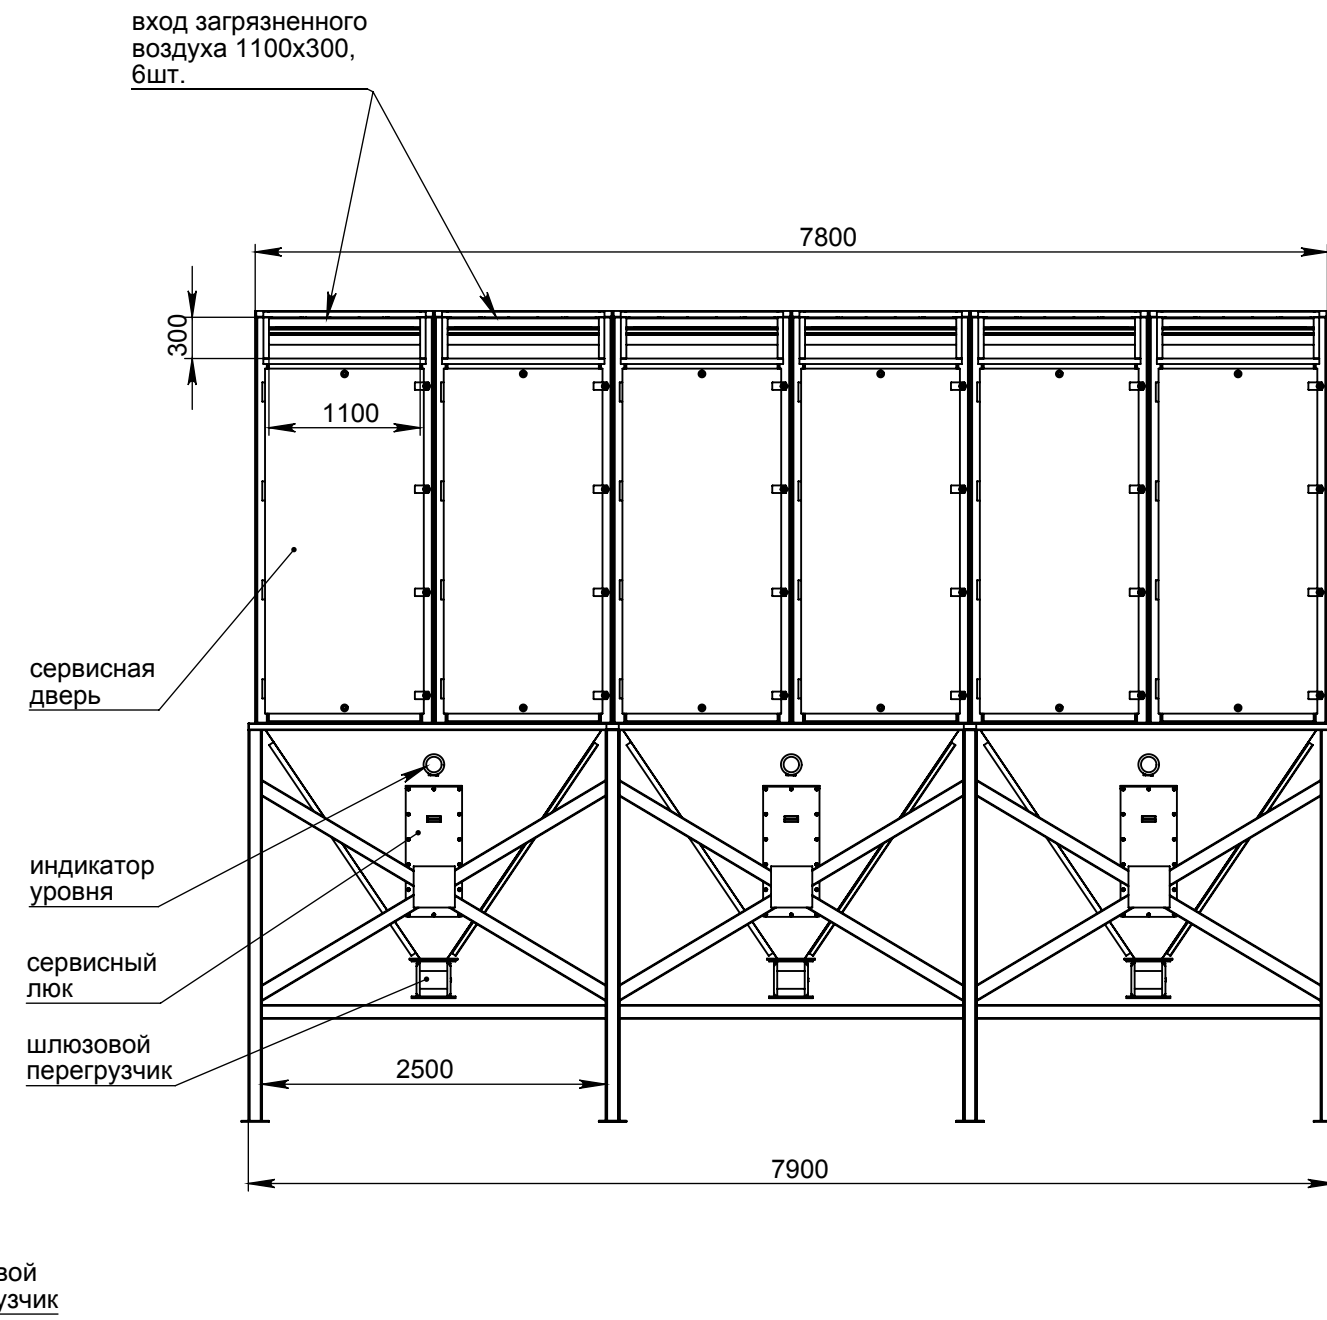 вход загрязненного
воздуха 1100х300,
6шт.
7800
300
1100
сервисная
дверь
индикатор
уровня
сервисный
люк
шлюзовой
перегрузчик
2500
7900
вой
узчик